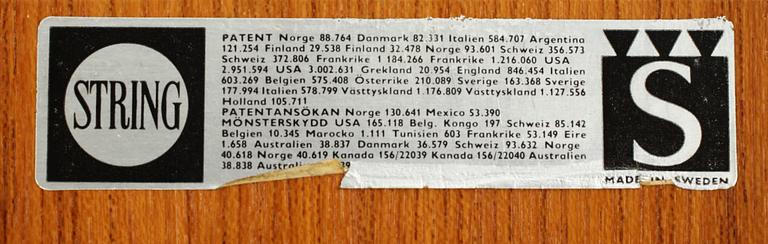 STRING
PATENT Norge 88.764 Danmark 82.331 Italien 584.707 Argentina
121.254 Finland 29.538 Finland 32.478 Norge 93.601 Schweiz 356.573
Schweiz 372.806 Frankrike 1 184.266 Frankrike 1.216.060 USA
2.951.594 USA 3.002.631 Grekland 20.954 England 846.454 Italien
603.269 Belgien 575.408 Österrike 210.089 Sverige 163.368 Sverige
177.994 Italien 578.799 Västtyskland 1.176.809 Västtyskland 1.127.556
Holland 105.711
PATENTANSÖKAN Norge 130.641 Mexico 53.390
MÖNSTERSKYDD USA 165.118 Belg. Kongo 197 Schweiz 85.142
Belgien 10.345 Marocko 1.111 Tunisien 603 Frankrike 53.149 Eire
1.658 Australien 38.837 Danmark 36.579 Schweiz 93.632 Norge
40.618 Norge 40.619 Kanada 156/22039 Kanada 156/22040 Australien
38.838 Australien 39
S
MADE IN SWEDEN